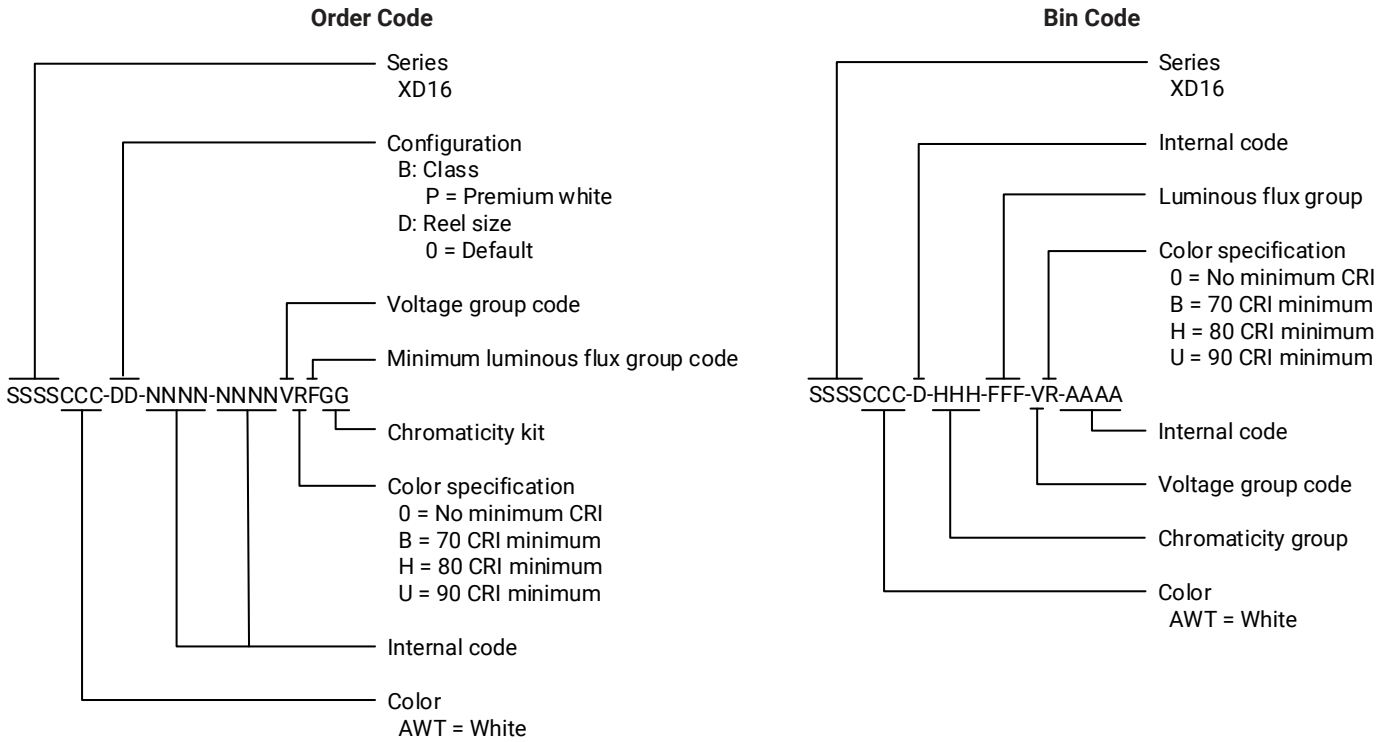 Order Code
Series
XD16
Configuration
B: Class
P = Premium white
D: Reel size
0 = Default
Voltage group code
Minimum luminous flux group code
SSSSCCC-DD-NNNN-NNNNVRFGG
Chromaticity kit
Color specification
0 = No minimum CRI
B = 70 CRI minimum
H = 80 CRI minimum
U = 90 CRI minimum
Internal code
Color
AWT = White
Bin Code
Series
XD16
Internal code
Luminous flux group
Color specification
0 = No minimum CRI
B = 70 CRI minimum
H = 80 CRI minimum
U = 90 CRI minimum
SSSSCCC-D-HHH-FFF-VR-AAAA
Internal code
Voltage group code
Chromaticity group
Color
AWT = White